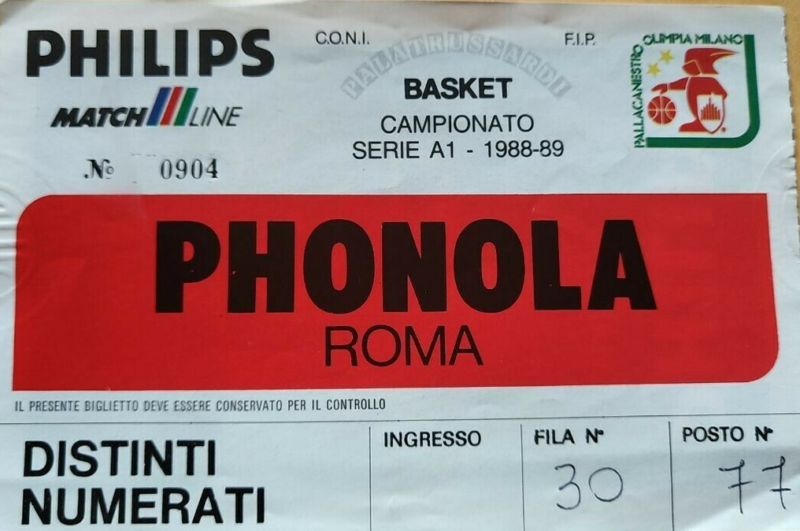 PHILIPS
MATCH LINE
C.O.N.I.
F.I.P.
PALATRUSSARDI
BASKET
CAMPIONATO
SERIE A1 - 1988-89
PALLACANESTRO OLIMPIA MILANO
No 0904
PHONOLA
ROMA
IL PRESENTE BIGLIETTO DEVE ESSERE CONSERVATO PER IL CONTROLLO
DISTINTI
NUMERATI
INGRESSO
FILA N°
30
POSTO N°
77